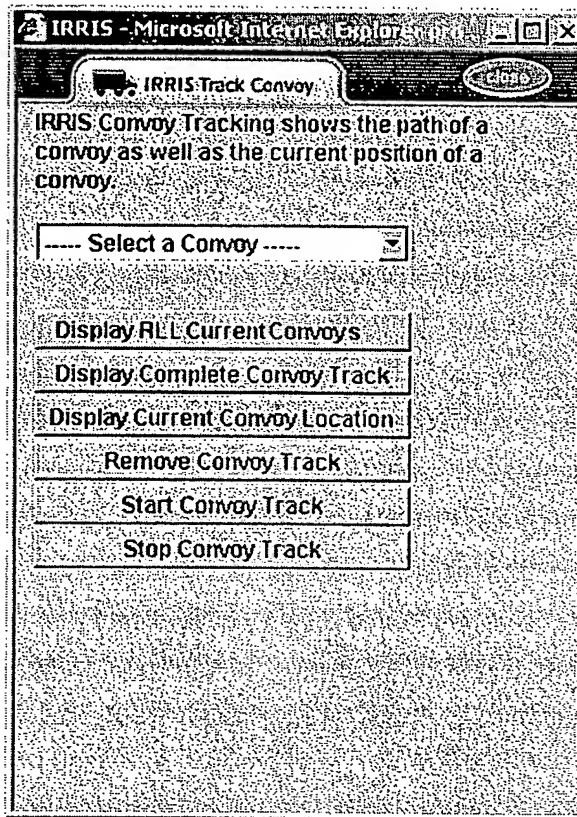 IRRIS - Microsoft Internet Explorer pro
IRRIS Track Convoy
close
IRRIS Convoy Tracking shows the path of a
convoy as well as the current position of a
convoy.
----- Select a Convoy -----
Display ALL Current Convoys
Display Complete Convoy Track
Display Current Convoy Location
Remove Convoy Track
Start Convoy Track
Stop Convoy Track